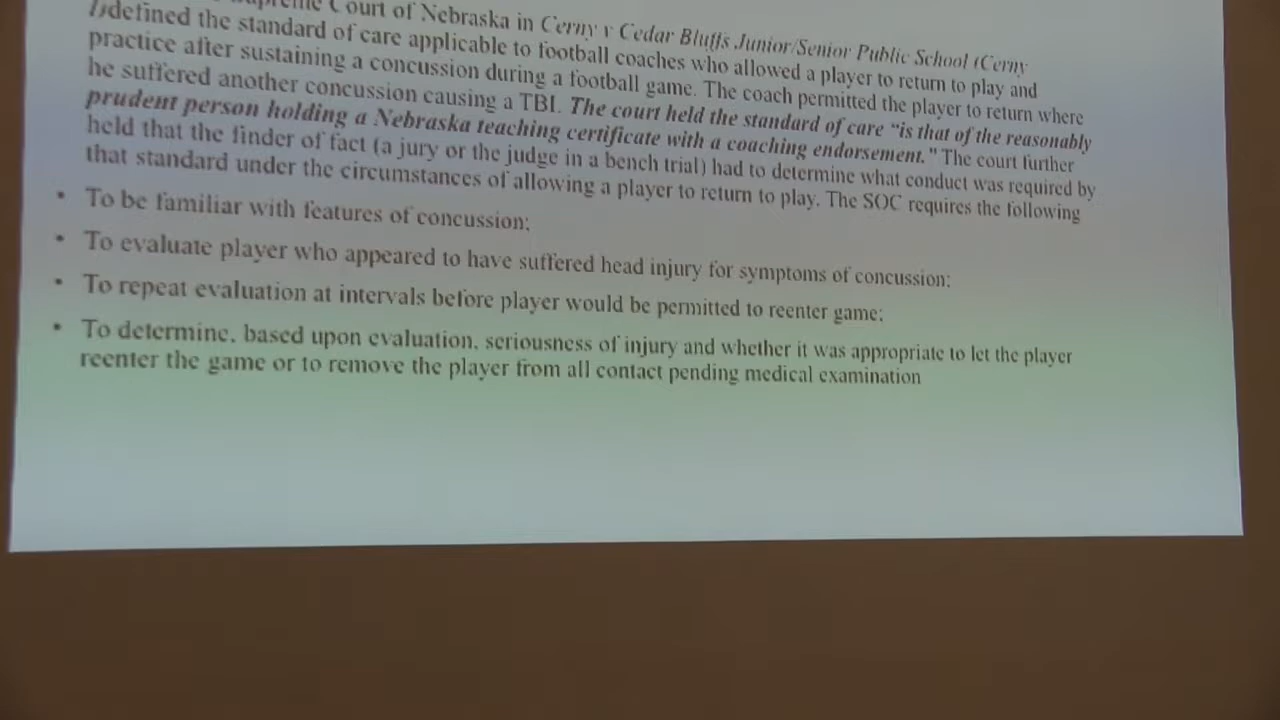 Supreme Court of Nebraska in Cerny v Cedar Bluffs Junior/Senior Public School (Cerny
I)defined the standard of care applicable to football coaches who allowed a player to return to play and
practice after sustaining a concussion during a football game. The coach permitted the player to return where
he suffered another concussion causing a TBI. The court held the standard of care "is that of the reasonably
prudent person holding a Nebraska teaching certificate with a coaching endorsement." The court further
held that the finder of fact (a jury or the judge in a bench trial) had to determine what conduct was required by
that standard under the circumstances of allowing a player to return to play. The SOC requires the following
• To be familiar with features of concussion;
• To evaluate player who appeared to have suffered head injury for symptoms of concussion;
• To repeat evaluation at intervals before player would be permitted to reenter game;
• To determine, based upon evaluation, seriousness of injury and whether it was appropriate to let the player
reenter the game or to remove the player from all contact pending medical examination